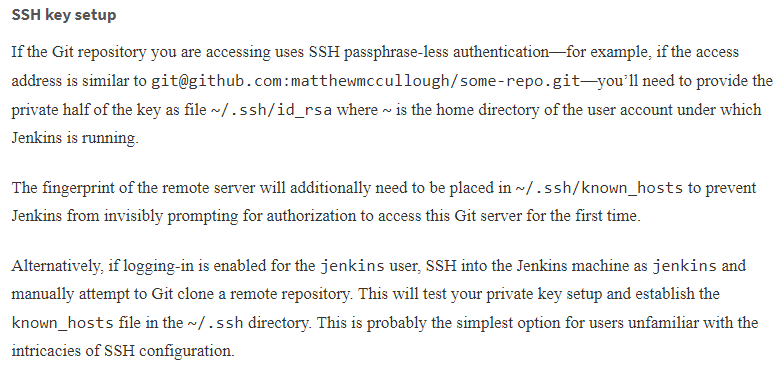 SSH key setup
If the Git repository you are accessing uses SSH passphrase-less authentication—for example, if the access
address is similar to git@github.com:matthewmccullough/some-repo.git—you’ll need to provide the
private half of the key as file ~/.ssh/id_rsa where ~ is the home directory of the user account under which
Jenkins is running.
The fingerprint of the remote server will additionally need to be placed in ~/.ssh/known_hosts to prevent
Jenkins from invisibly prompting for authorization to access this Git server for the first time.
Alternatively, if logging-in is enabled for the jenkins user, SSH into the Jenkins machine as jenkins and
manually attempt to Git clone a remote repository. This will test your private key setup and establish the
known_hosts file in the ~/.ssh directory. This is probably the simplest option for users unfamiliar with the
intricacies of SSH configuration.